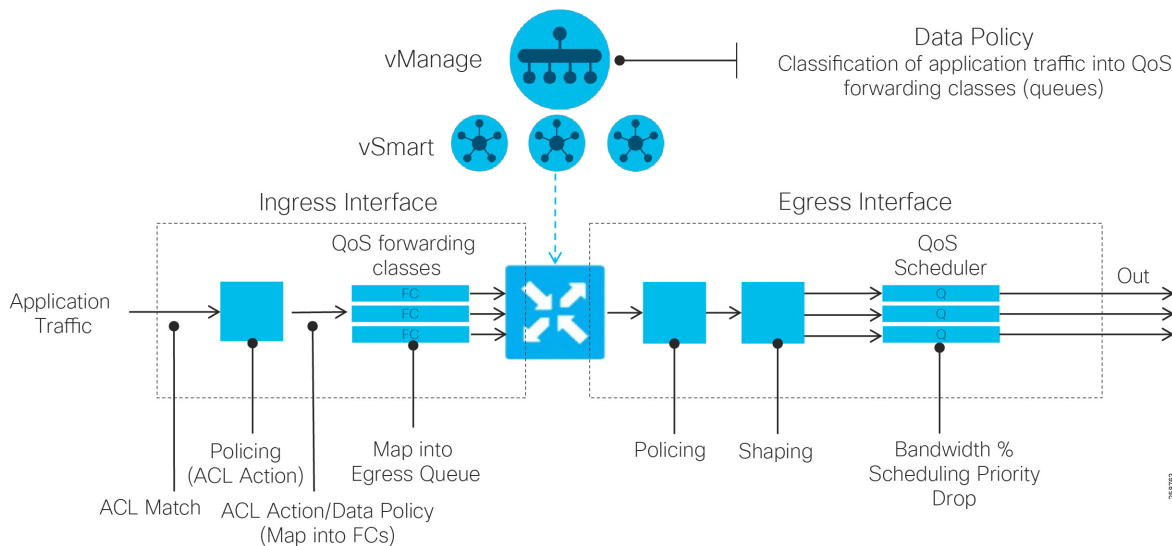 vManage
Data Policy
Classification of application traffic into QoS
forwarding classes (queues)
vSmart
Ingress Interface
Egress Interface
QoS forwarding
classes
QoS
Scheduler
Application
Traffic
FC
FC
FC
Q
Q
Q
Out
Policing
(ACL Action)
Map into
Egress Queue
Policing
Shaping
Bandwidth %
Scheduling Priority
Drop
ACL Match
ACL Action/Data Policy
(Map into FCs)